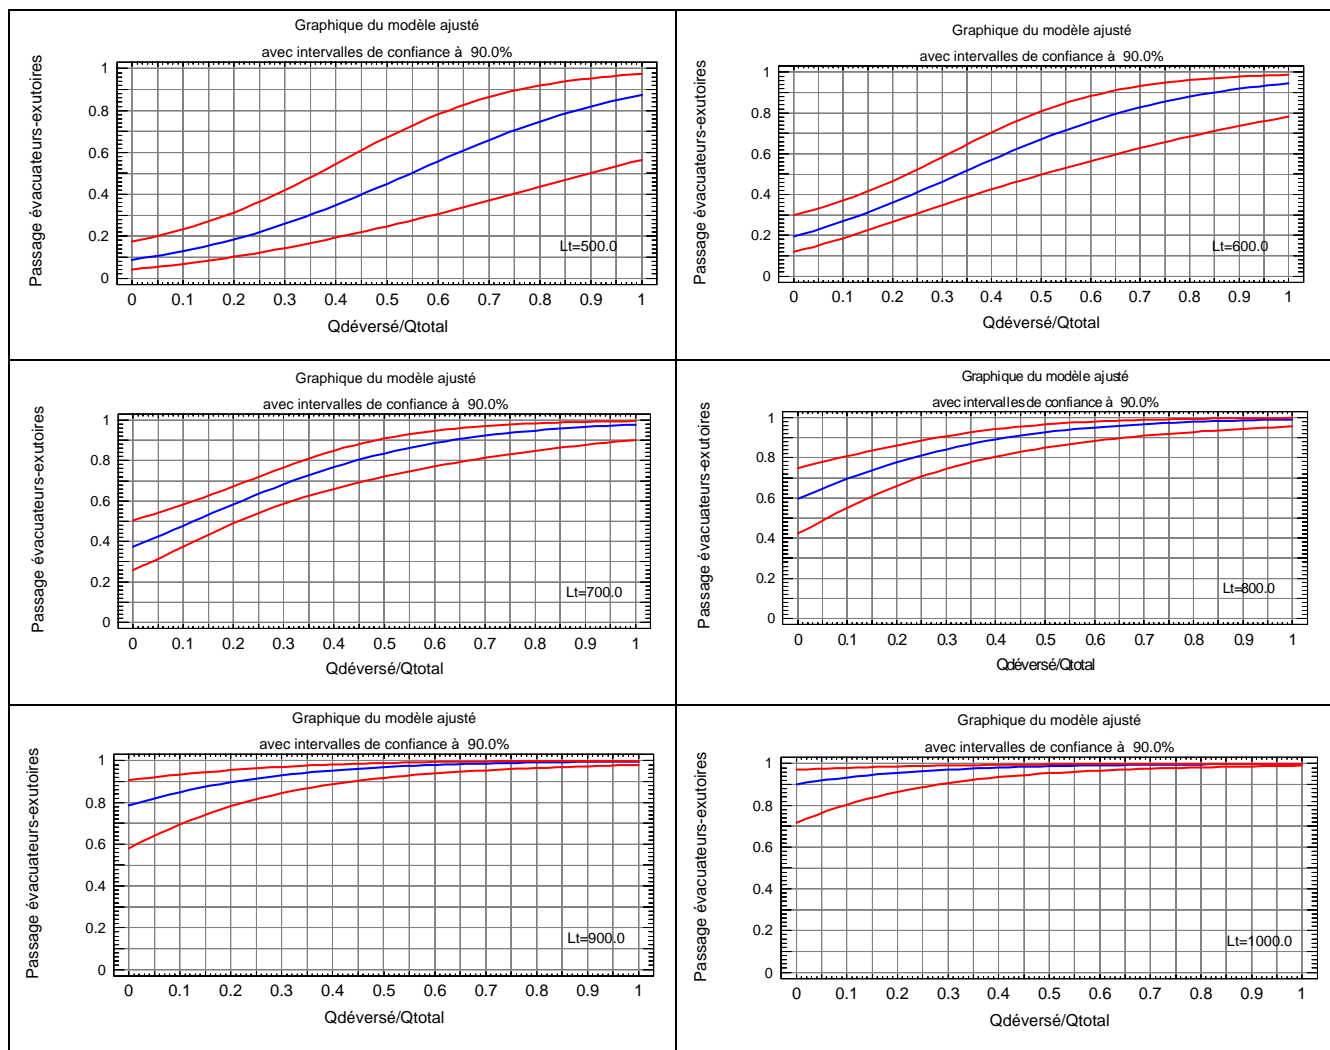 Graphique du modèle ajusté
avec intervalles de confiance à 90.0%
Passage évacuateurs-exutoires
1
0.8
0.6
0.4
0.2
0
Lt=500.0
0 0.1 0.2 0.3 0.4 0.5 0.6 0.7 0.8 0.9 1
Qdéversé/Qtotal
Graphique du modèle ajusté
avec intervalles de confiance à 90.0%
Passage évacuateurs-exutoires
1
0.8
0.6
0.4
0.2
0
Lt=600.0
0 0.1 0.2 0.3 0.4 0.5 0.6 0.7 0.8 0.9 1
Qdéversé/Qtotal
Graphique du modèle ajusté
avec intervalles de confiance à 90.0%
Passage évacuateurs-exutoires
1
0.8
0.6
0.4
0.2
0
Lt=700.0
0 0.1 0.2 0.3 0.4 0.5 0.6 0.7 0.8 0.9 1
Qdéversé/Qtotal
Graphique du modèle ajusté
avec intervalles de confiance à 90.0%
Passage évacuateurs-exutoires
1
0.8
0.6
0.4
0.2
0
Lt=800.0
0 0.1 0.2 0.3 0.4 0.5 0.6 0.7 0.8 0.9 1
Qdéversé/Qtotal
Graphique du modèle ajusté
avec intervalles de confiance à 90.0%
Passage évacuateurs-exutoires
1
0.8
0.6
0.4
0.2
0
Lt=900.0
0 0.1 0.2 0.3 0.4 0.5 0.6 0.7 0.8 0.9 1
Qdéversé/Qtotal
Graphique du modèle ajusté
avec intervalles de confiance à 90.0%
Passage évacuateurs-exutoires
1
0.8
0.6
0.4
0.2
0
Lt=1000.0
0 0.1 0.2 0.3 0.4 0.5 0.6 0.7 0.8 0.9 1
Qdéversé/Qtotal